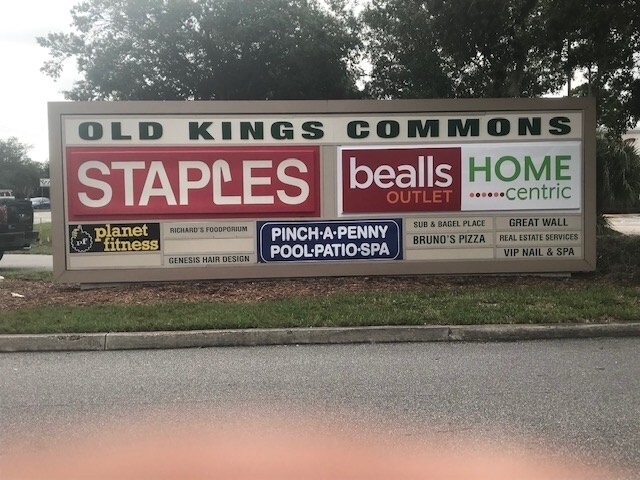 OLD KINGS COMMONS
STAPLES
bealls
OUTLET
HOME
centric
planet
fitness
RICHARD'S FOODPORIUM
GENESIS HAIR DESIGN
PINCH-A-PENNY
POOL·PATIO·SPA
SUB & BAGEL PLACE
BRUNO'S PIZZA
GREAT WALL
REAL ESTATE SERVICES
VIP NAIL & SPA